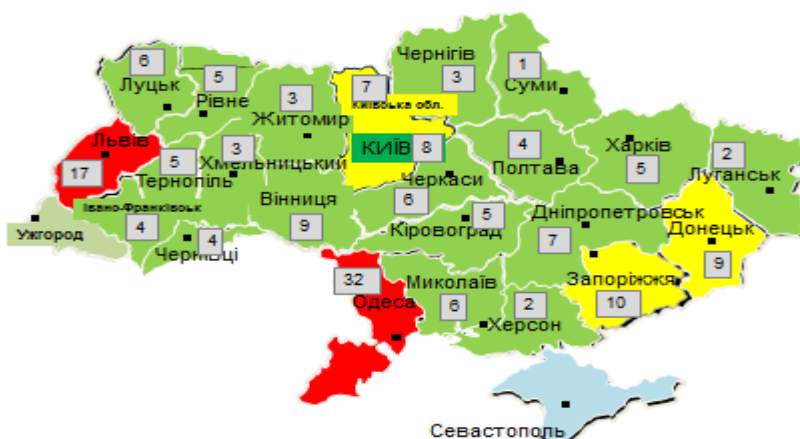 6
Луцьк
5
Рівне
3
Житомир
7
Київська обл.
КИЇВ
8
Чернігів
3
1
Суми
Львів
17
5
Тернопіль
3
Хмельницький
Вінниця
9
Черкаси
6
4
Полтава
Харків
5
2
Луганськ
Ужгород
Івано-Франківськ
4
4
Чернівці
5
Кіровоград
Дніпропетровськ
7
Донецьк
9
32
Одеса
Миколаїв
6
2
Херсон
Запоріжжя
10
Севастополь